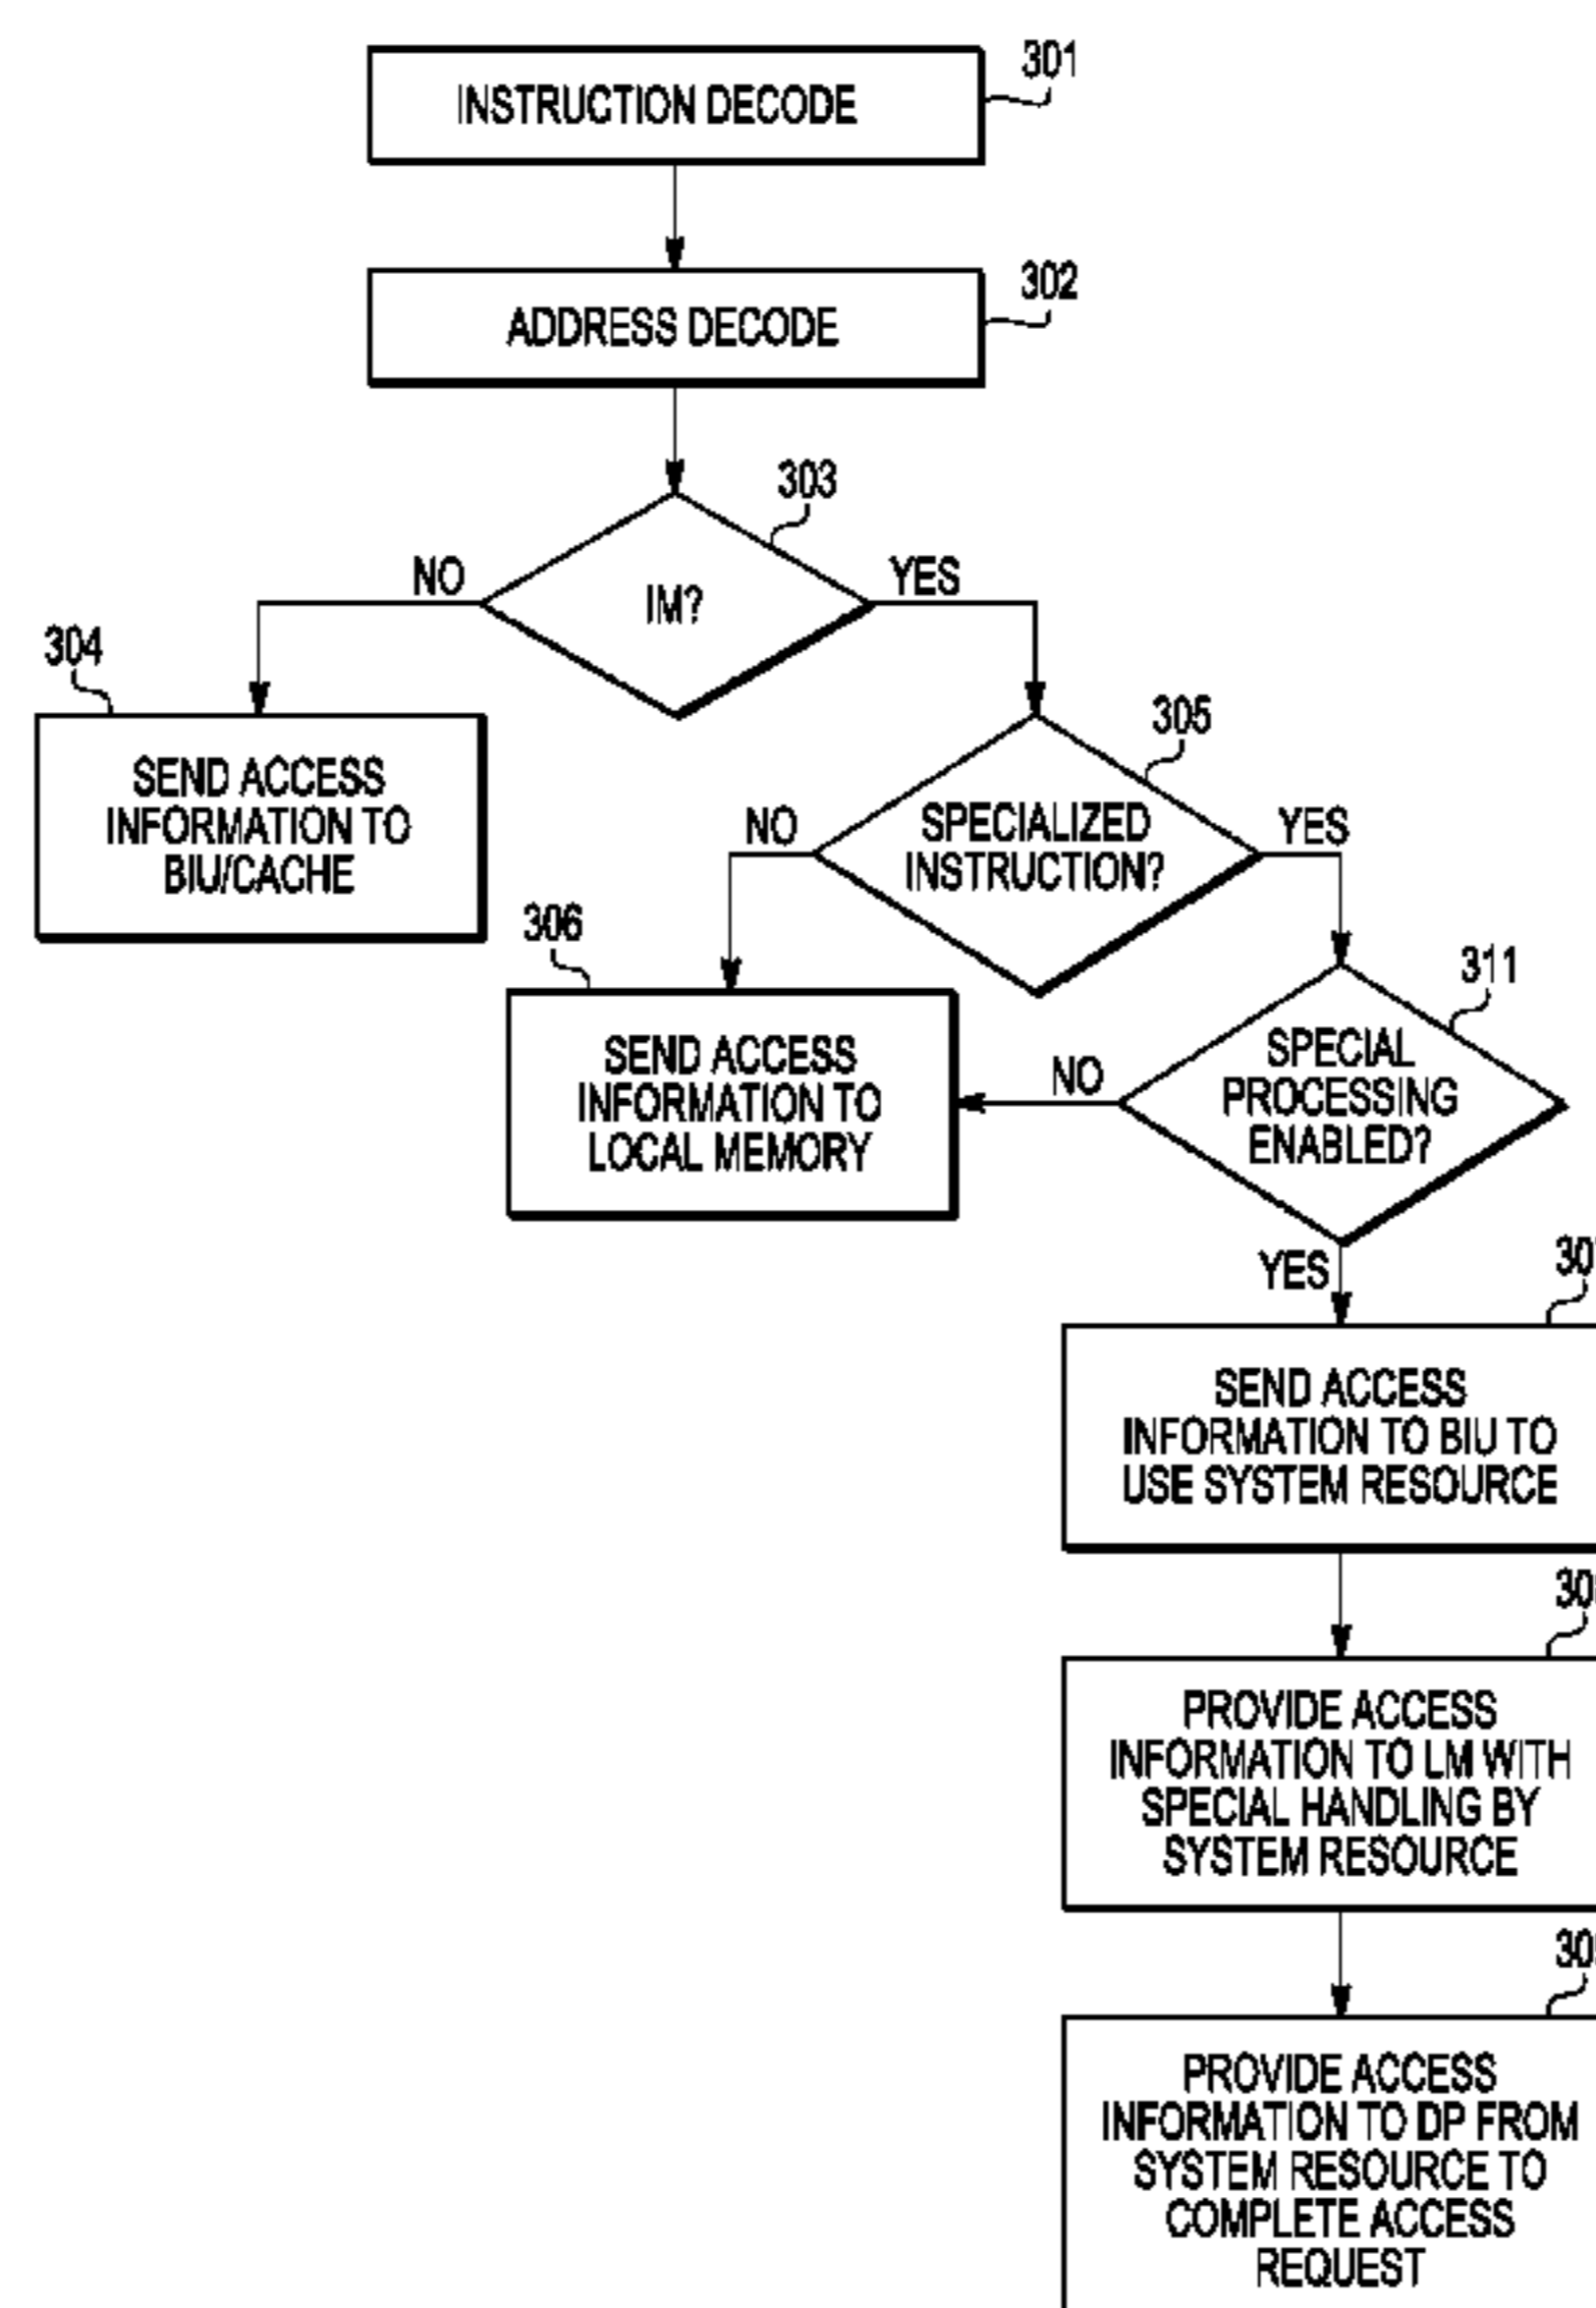 301
INSTRUCTION DECODE
302
ADDRESS DECODE
303
NO
IM?
YES
304
SEND ACCESS
INFORMATION TO
BIU/CACHE
305
NO
SPECIALIZED
INSTRUCTION?
YES
306
SEND ACCESS
INFORMATION TO
LOCAL MEMORY
311
NO
SPECIAL
PROCESSING
ENABLED?
YES
SEND ACCESS
INFORMATION TO BIU TO
USE SYSTEM RESOURCE
PROVIDE ACCESS
INFORMATION TO LM WITH
SPECIAL HANDLING BY
SYSTEM RESOURCE
PROVIDE ACCESS
INFORMATION TO DP FROM
SYSTEM RESOURCE TO
COMPLETE ACCESS
REQUEST